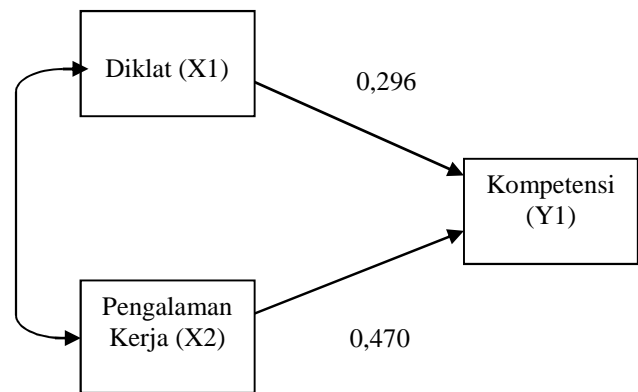 Diklat (X1)
0,296
Kompetensi
(Y1)
Pengalaman
Kerja (X2)
0,470